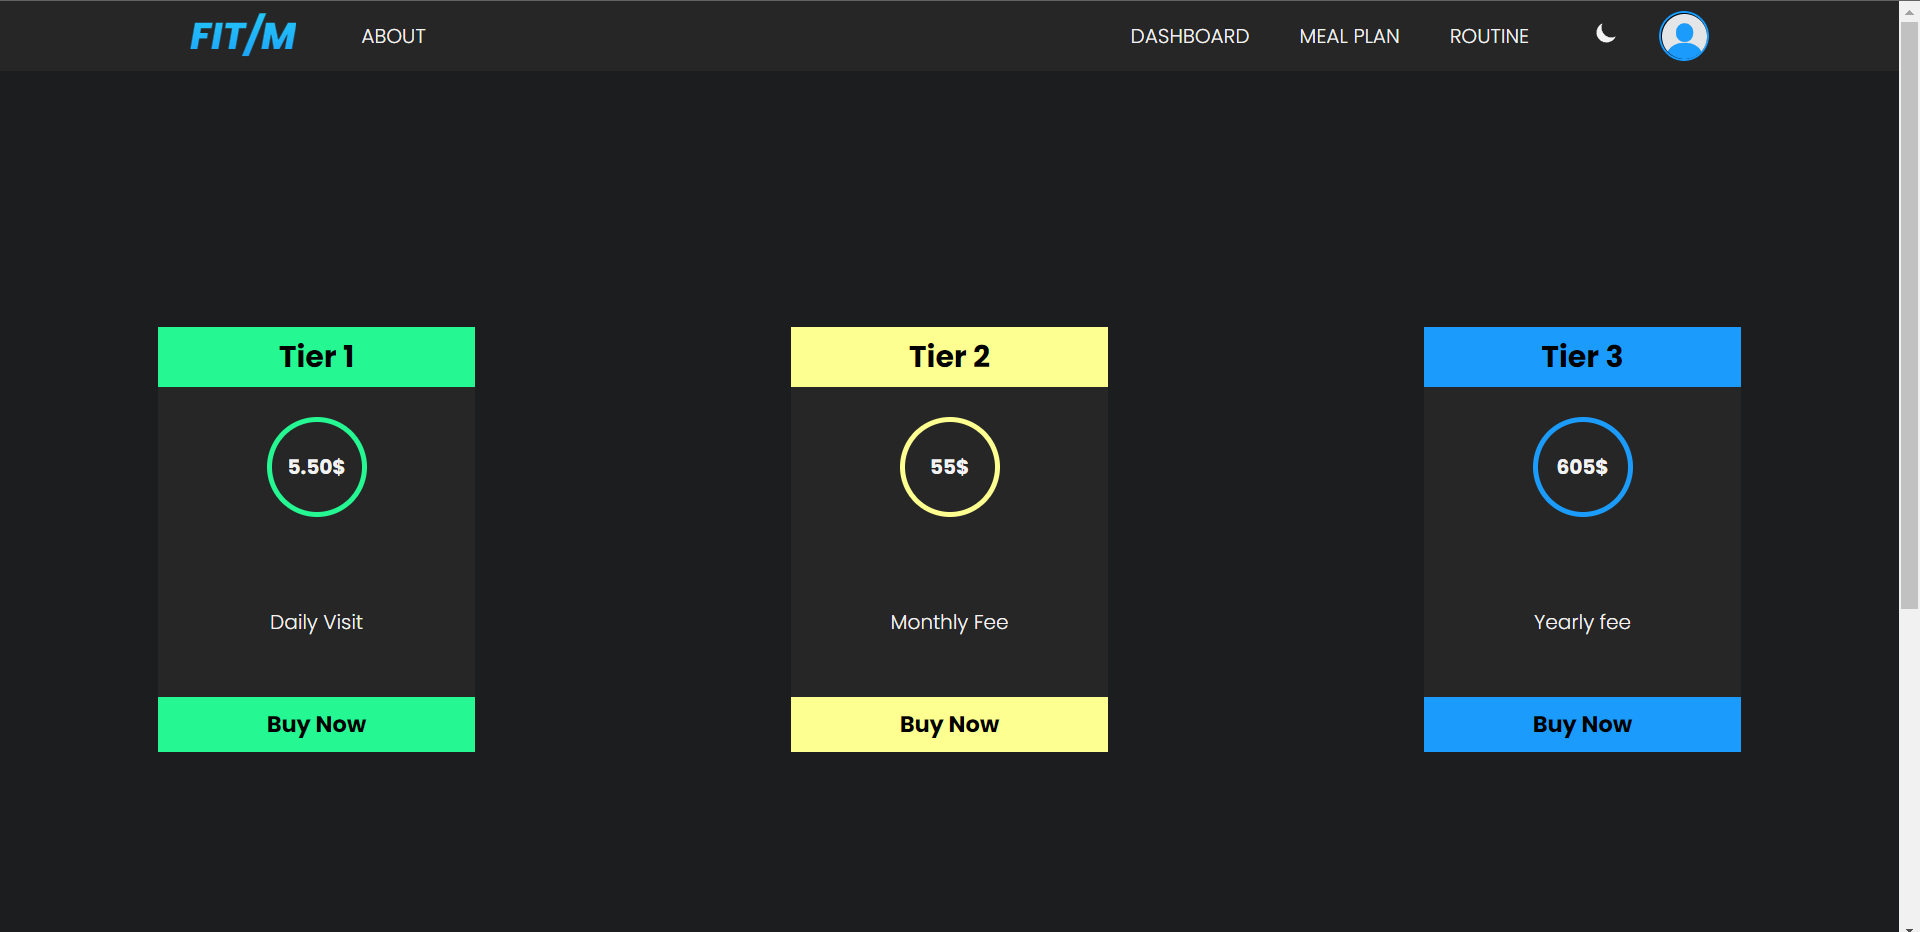 FIT/M ABOUT DASHBOARD MEAL PLAN ROUTINE
Tier 1 Tier 2 Tier 3
5.50$ 55$ 605$
Daily Visit Monthly Fee Yearly fee
Buy Now Buy Now Buy Now